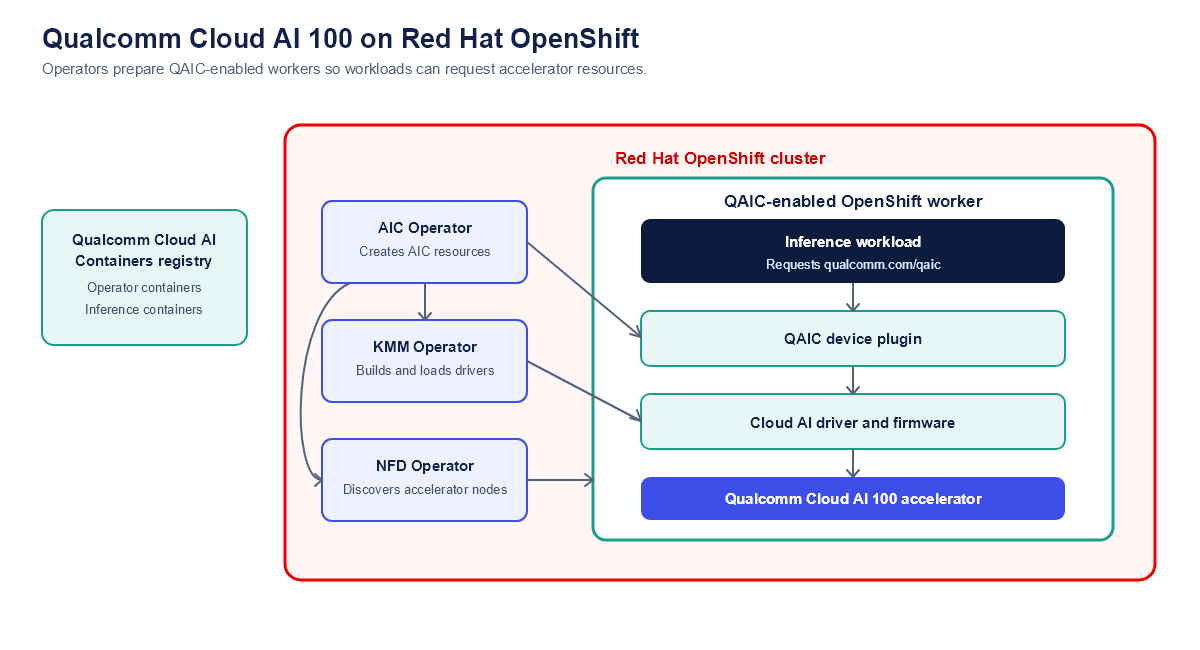 Qualcomm Cloud AI 100 on Red Hat OpenShift
Operators prepare QAIC-enabled workers so workloads can request accelerator resources.
Red Hat OpenShift cluster
Qualcomm Cloud AI
Containers registry
Operator containers
Inference containers
AIC Operator
Creates AIC resources
KMM Operator
Builds and loads drivers
NFD Operator
Discovers accelerator nodes
QAIC-enabled OpenShift worker
Inference workload
Requests qualcomm.com/qaic
QAIC device plugin
Cloud AI driver and firmware
Qualcomm Cloud AI 100 accelerator